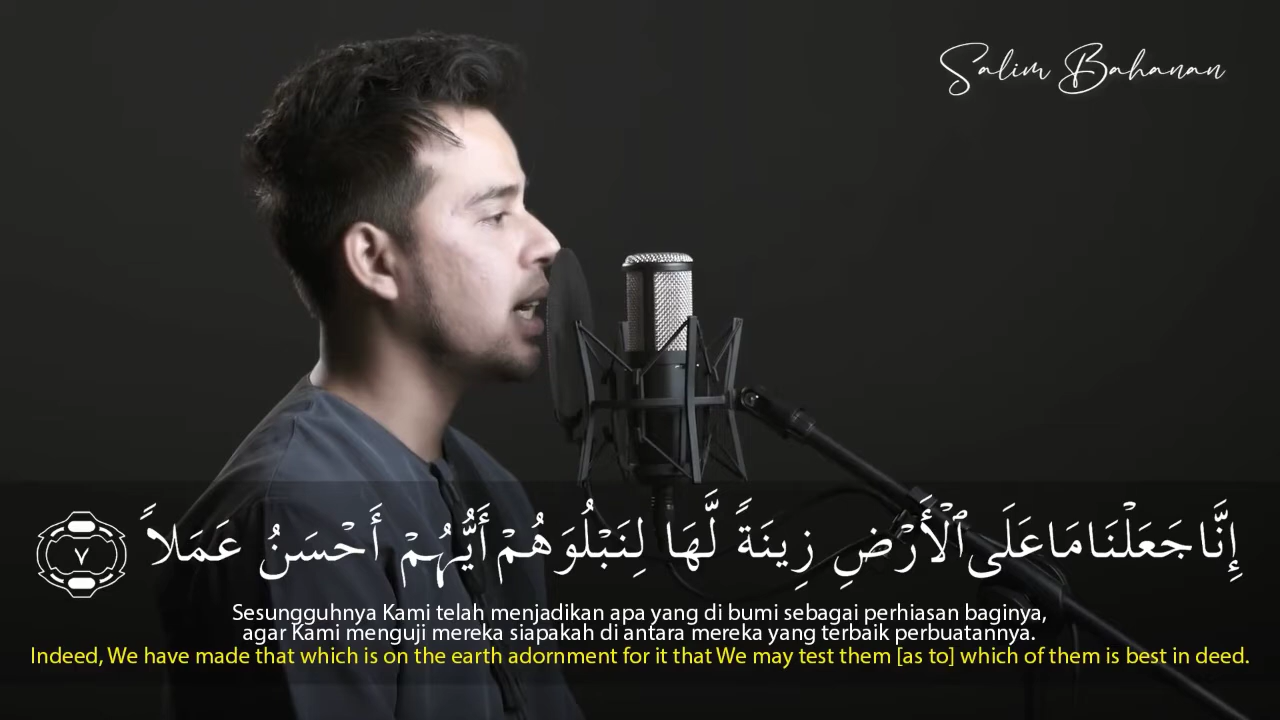 Salim Bahanan
إِنَّا جَعَلْنَا مَا عَلَى ٱلْأَرْضِ زِينَةً لَّهَا لِنَبْلُوَهُمْ أَيُّهُمْ أَحْسَنُ عَمَلاً ٧
Sesungguhnya Kami telah menjadikan apa yang di bumi sebagai perhiasan baginya,
agar Kami menguji mereka siapakah di antara mereka yang terbaik perbuatannya.
Indeed, We have made that which is on the earth adornment for it that We may test them [as to] which of them is best in deed.